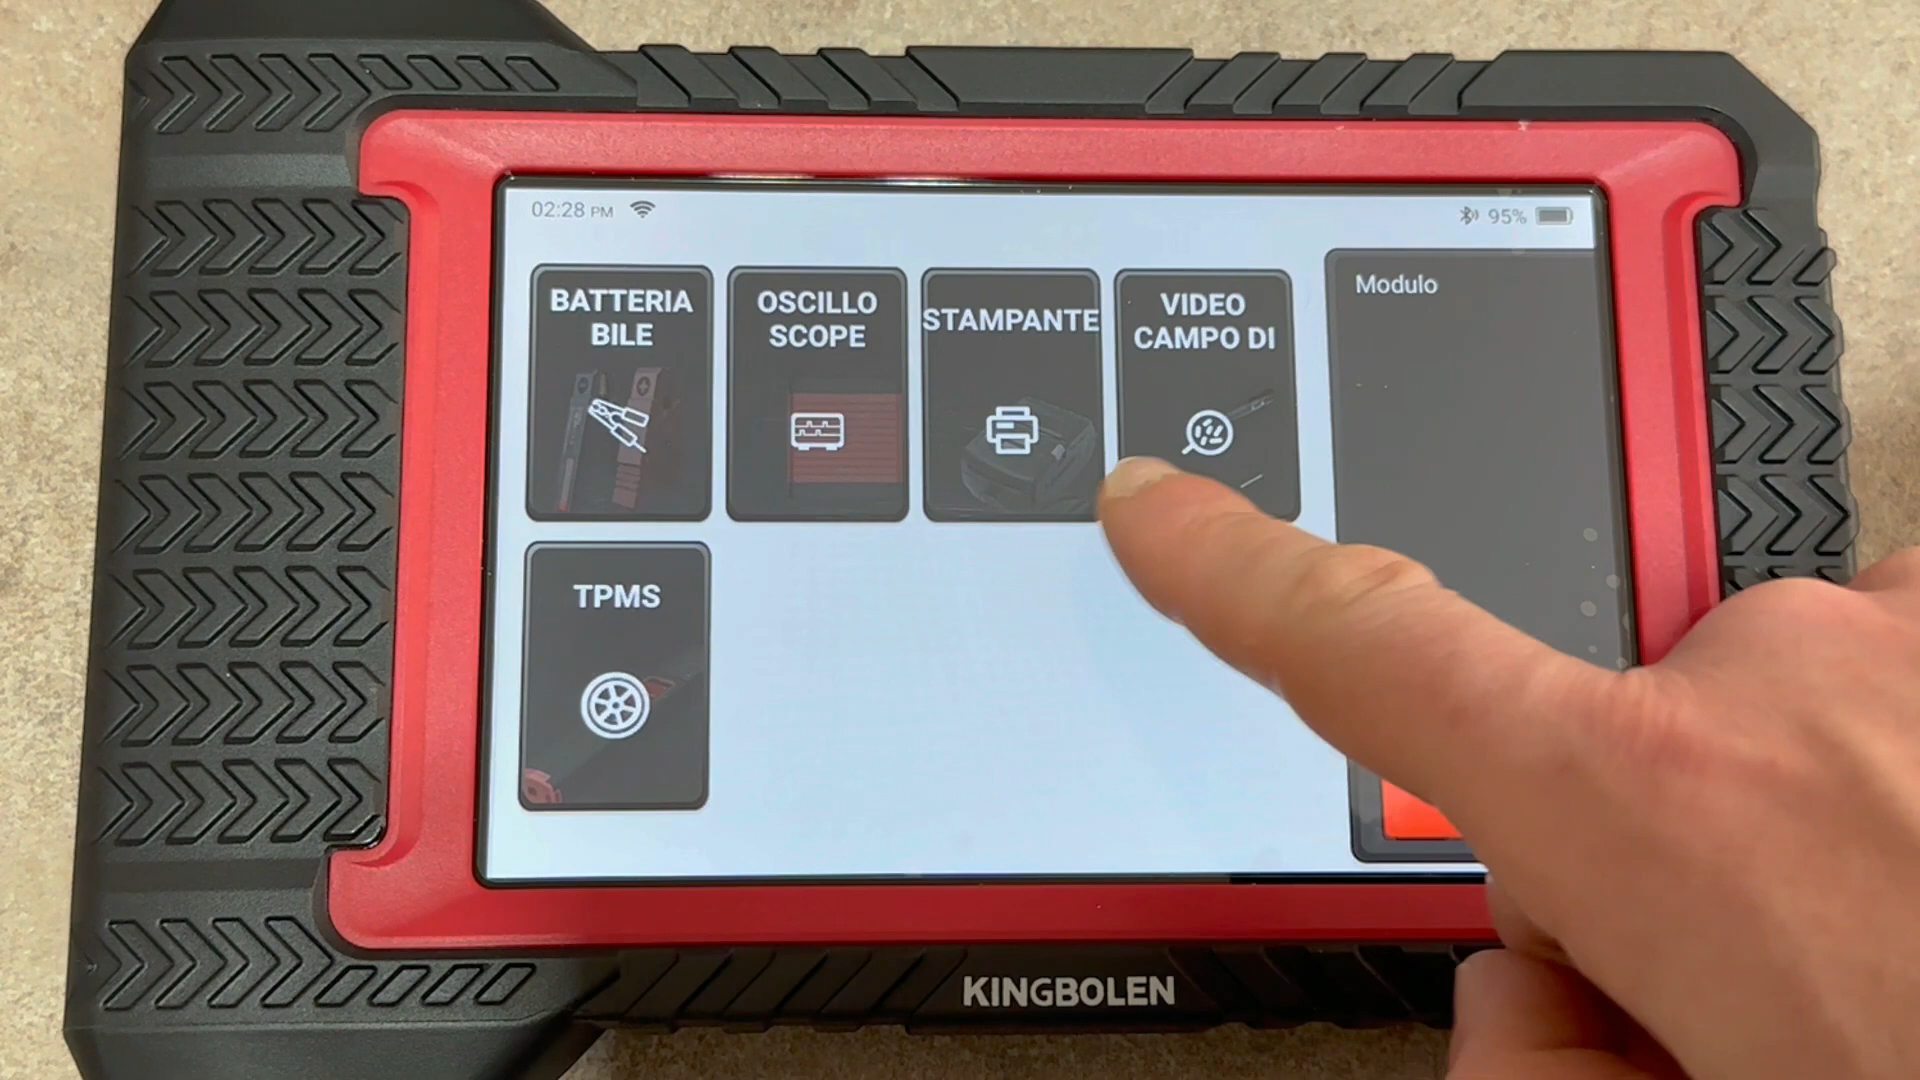 02:28 PM
95%
BATTERIA
BILE
OSCILLO
SCOPE
STAMPANTE
VIDEO
CAMPO DI
Modulo
TPMS
KINGBOLEN